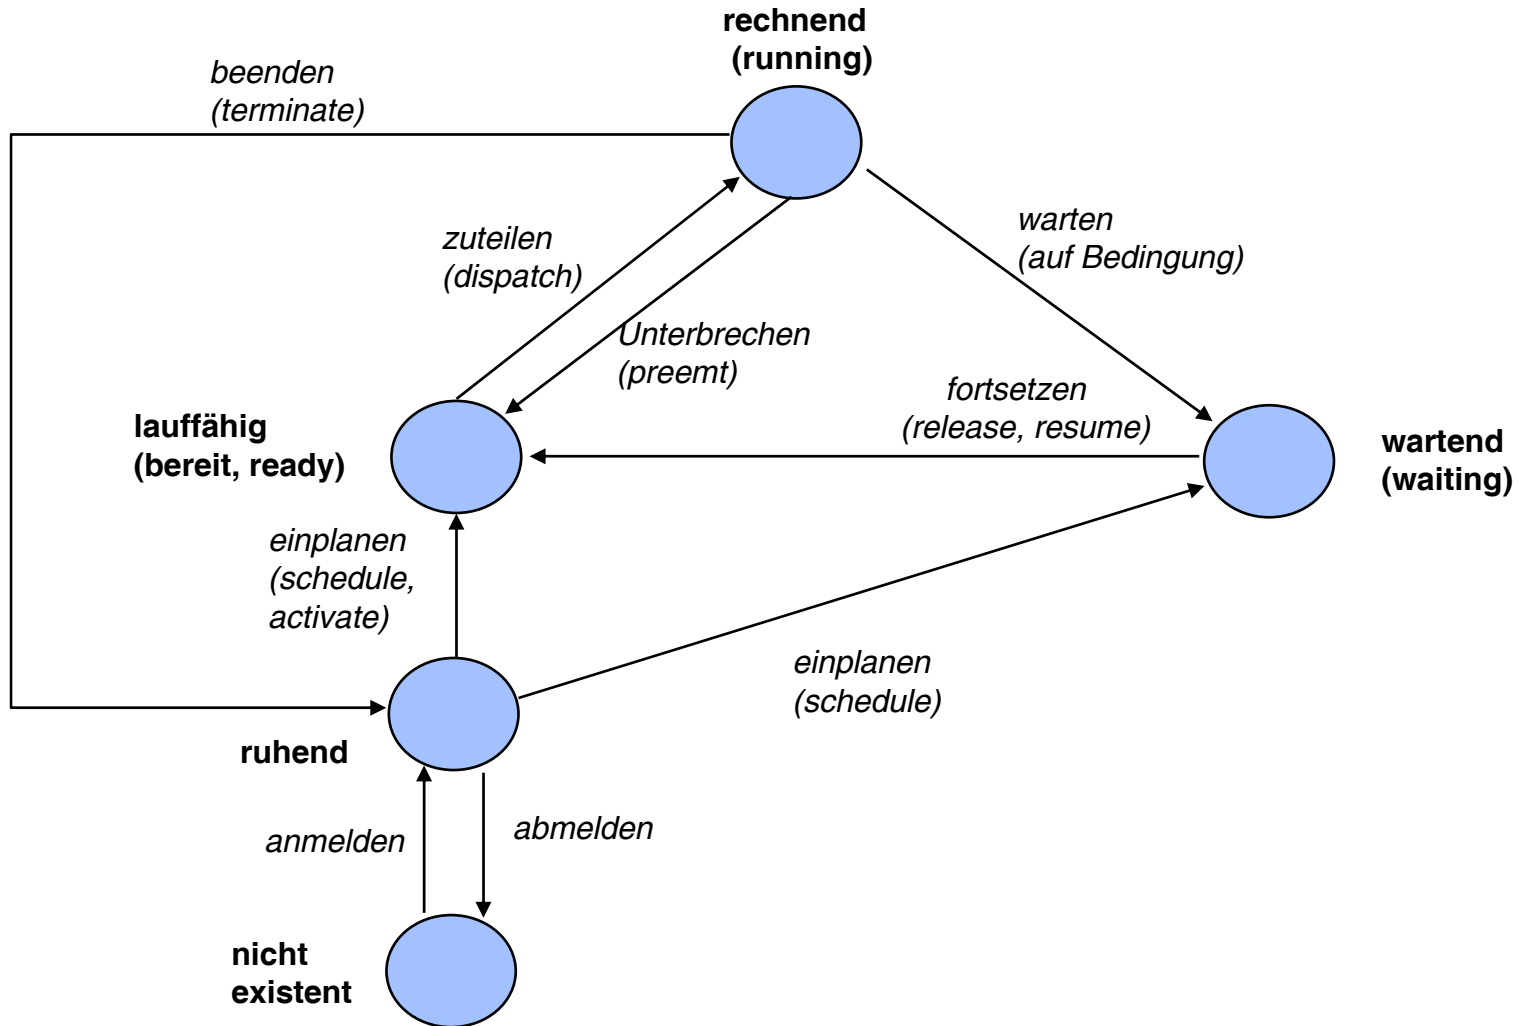 rechnend
(running)
beenden
(terminate)
zuteilen
(dispatch)
warten
(auf Bedingung)
Unterbrechen
(preemt)
fortsetzen
(release, resume)
lauffähig
(bereit, ready)
wartend
(waiting)
einplanen
(schedule,
activate)
einplanen
(schedule)
ruhend
anmelden
abmelden
nicht
existent